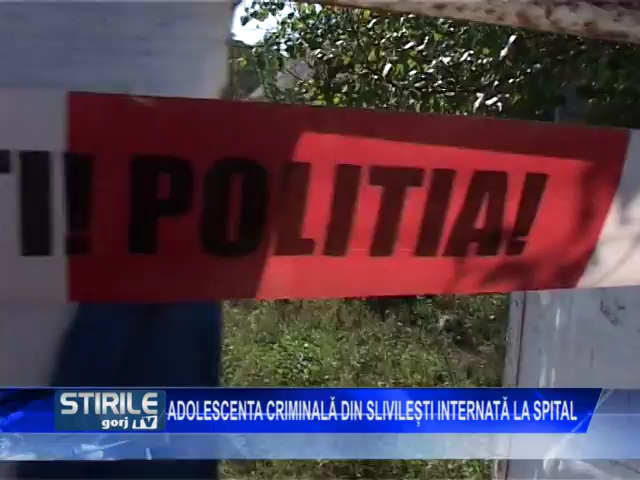 TI! POLITIA!
STIRILE
gorj TV
ADOLESCENTA CRIMINALĂ DIN SLIVILEȘTI INTERNATĂ LA SPITAL